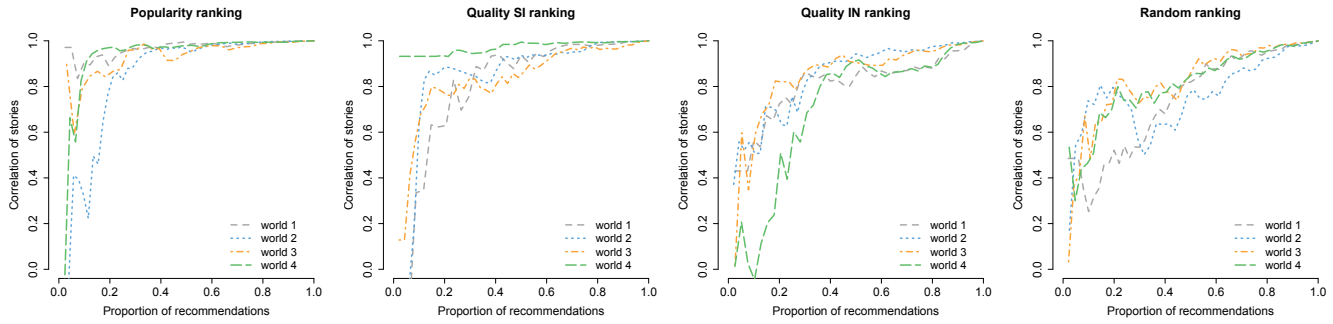 Popularity ranking
Correlation of stories
1.0
0.8
0.6
0.4
0.2
0.0
world 1
world 2
world 3
world 4
0.0 0.2 0.4 0.6 0.8 1.0
Proportion of recommendations
Quality SI ranking
Correlation of stories
1.0
0.8
0.6
0.4
0.2
0.0
world 1
world 2
world 3
world 4
0.0 0.2 0.4 0.6 0.8 1.0
Proportion of recommendations
Quality IN ranking
Correlation of stories
1.0
0.8
0.6
0.4
0.2
0.0
world 1
world 2
world 3
world 4
0.0 0.2 0.4 0.6 0.8 1.0
Proportion of recommendations
Random ranking
Correlation of stories
1.0
0.8
0.6
0.4
0.2
0.0
world 1
world 2
world 3
world 4
0.0 0.2 0.4 0.6 0.8 1.0
Proportion of recommendations